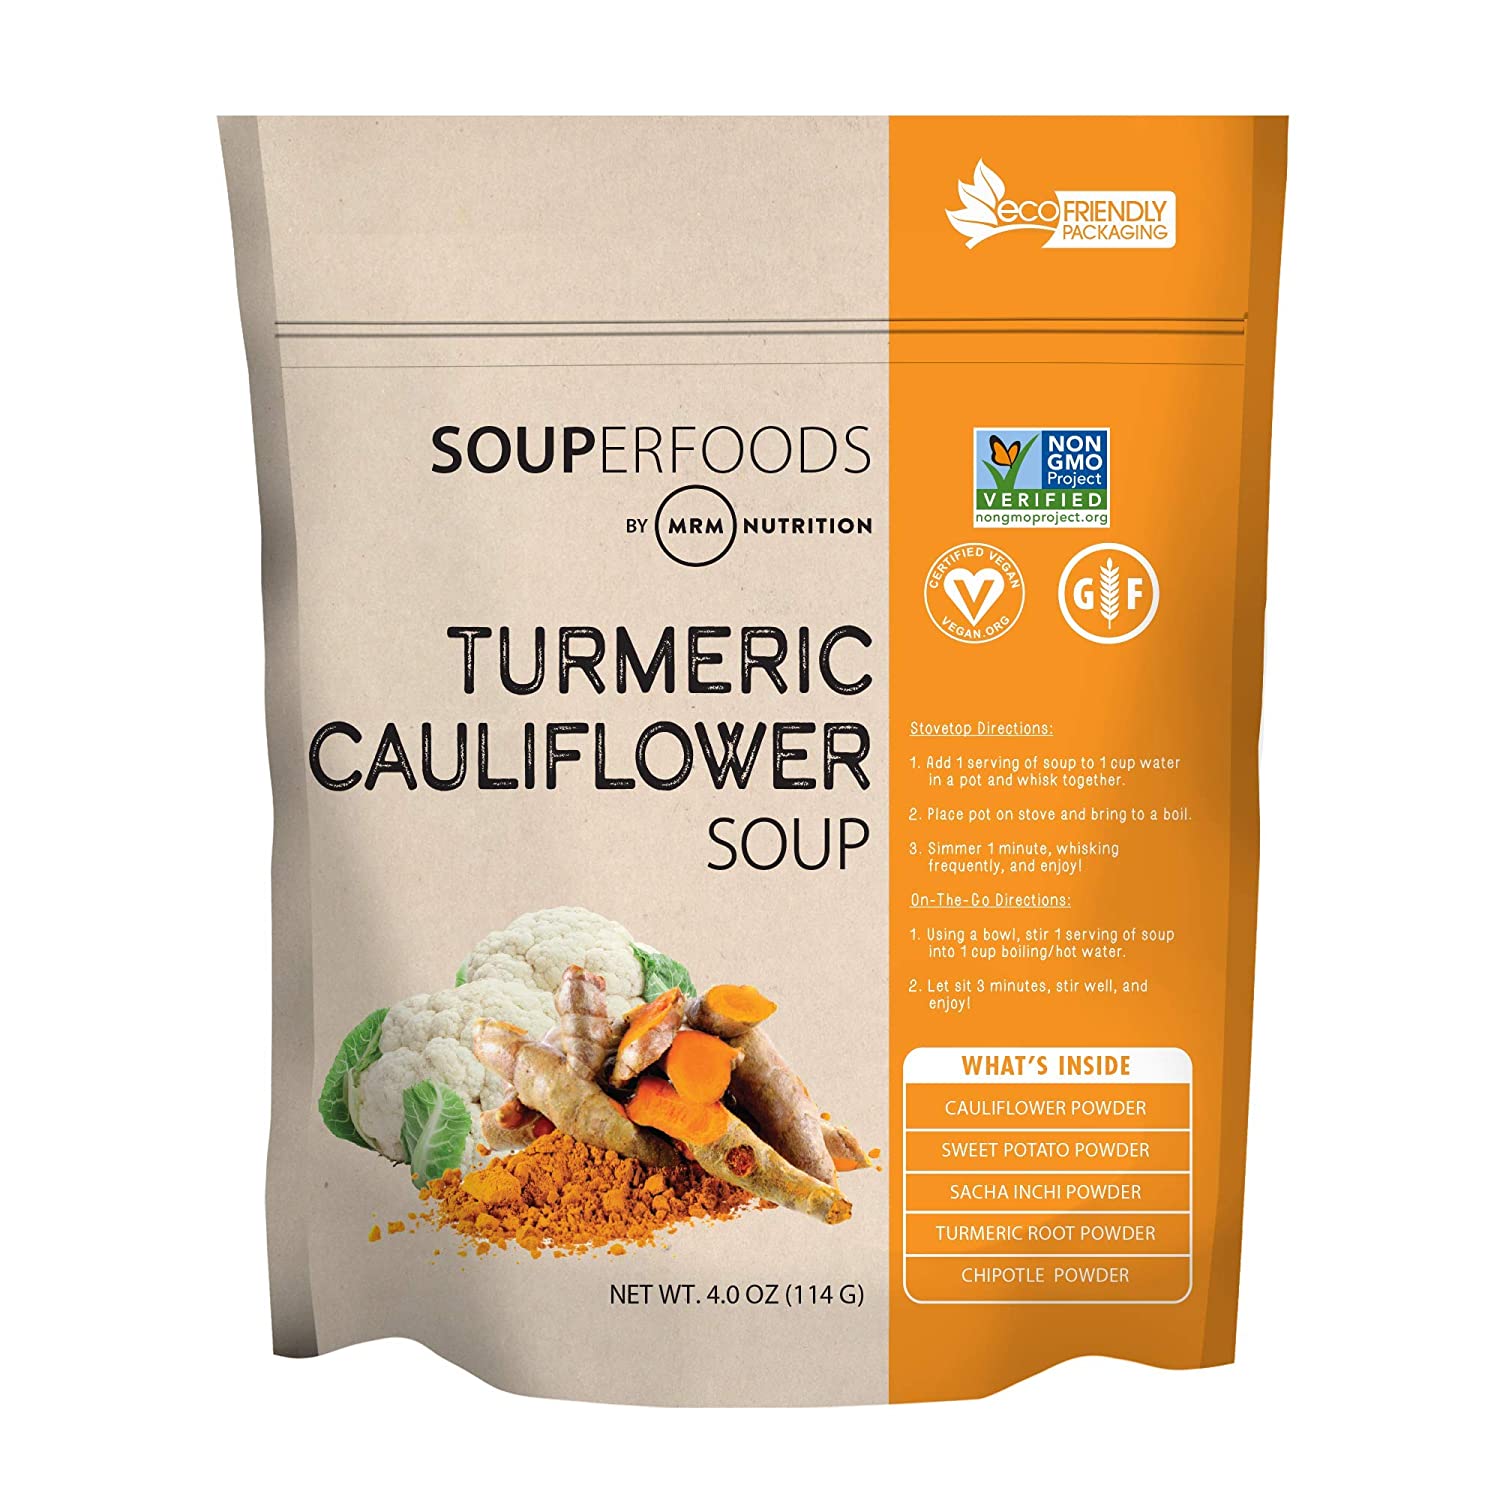 eco FRIENDLY
PACKAGING
SOUPERFOODS
BY MRM NUTRITION
TURMERIC
CAULIFLOWER
SOUP
NET WT. 4.0 OZ (114 G)
NON
GMO
Project
VERIFIED
nongmoproject.org
CERTIFIED VEGAN
V
VEGAN.ORG
G F
Stovetop Directions:
1. Add 1 serving of soup to 1 cup water
in a pot and whisk together.
2. Place pot on stove and bring to a boil.
3. Simmer 1 minute, whisking
frequently, and enjoy!
On-The-Go Directions:
1. Using a bowl, stir 1 serving of soup
into 1 cup boiling/hot water.
2. Let sit 3 minutes, stir well, and
enjoy!
WHAT'S INSIDE
CAULIFLOWER POWDER
SWEET POTATO POWDER
SACHA INCHI POWDER
TURMERIC ROOT POWDER
CHIPOTLE POWDER